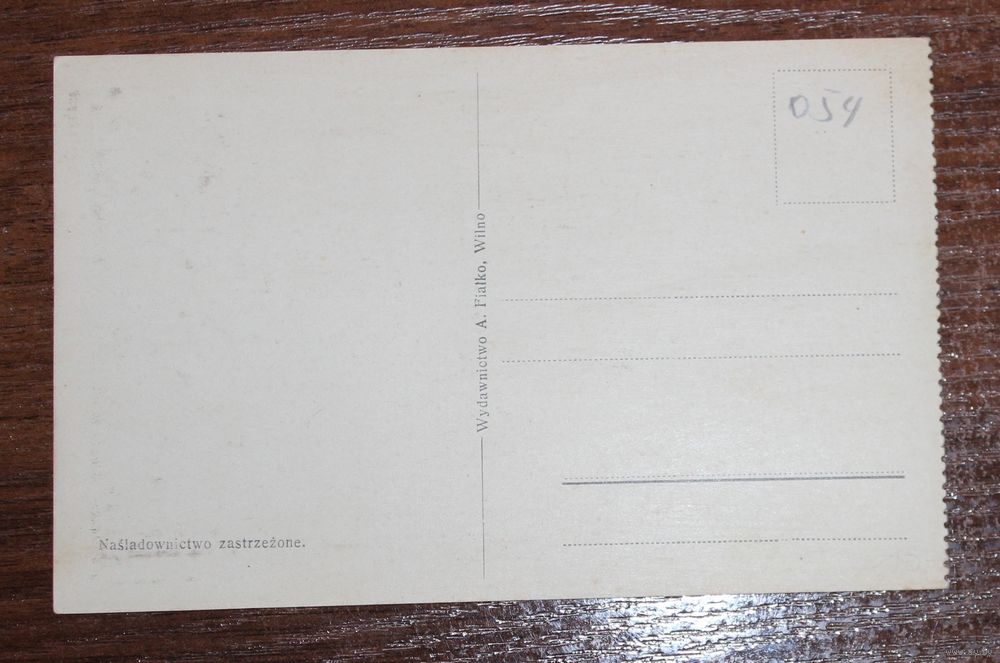 054
Wydawnictwo A. Fiałko, Wilno
Naśladownictwo zastrzeżone.